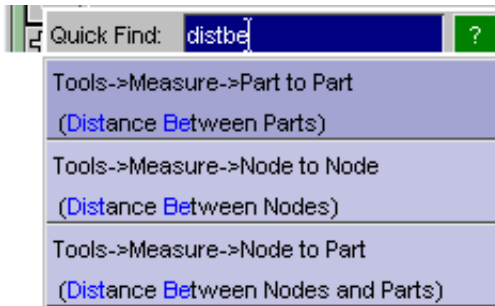 Quick Find: distbe ?
Tools->Measure->Part to Part
(Distance Between Parts)
Tools->Measure->Node to Node
(Distance Between Nodes)
Tools->Measure->Node to Part
(Distance Between Nodes and Parts)